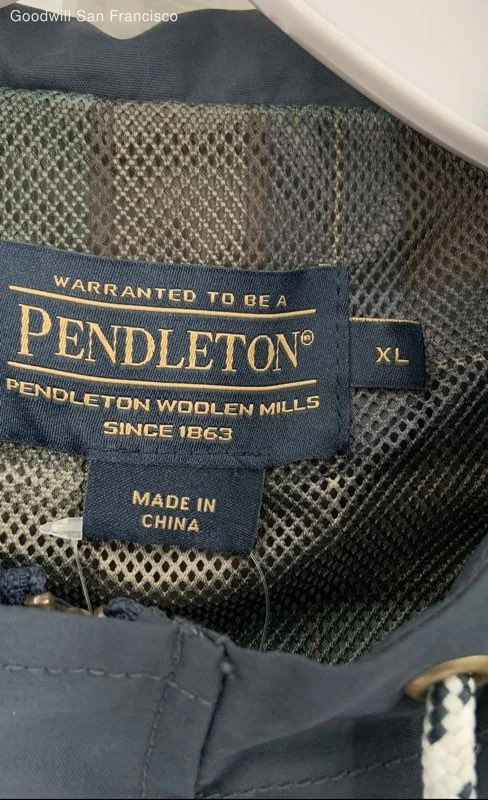 Goodwill San Francisco
WARRANTED TO BE A
PENDLETON®
XL
PENDLETON WOOLEN MILLS
SINCE 1863
MADE IN
CHINA